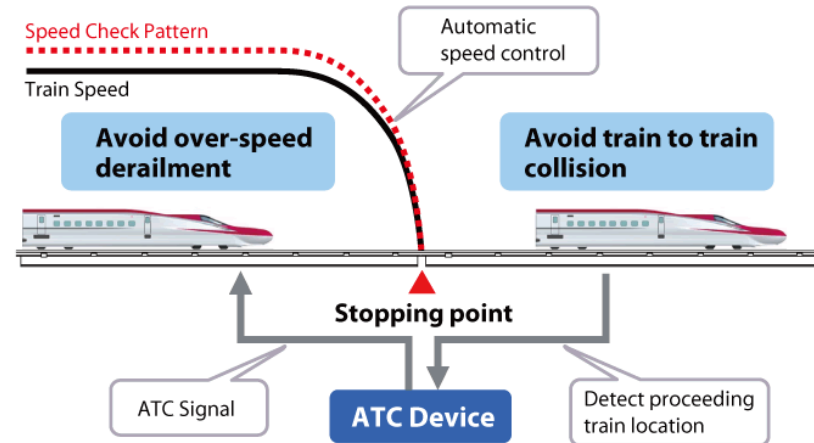 Speed Check Pattern
Train Speed
Automatic
speed control
Avoid over-speed
derailment
Avoid train to train
collision
Stopping point
ATC Signal
ATC Device
Detect proceeding
train location